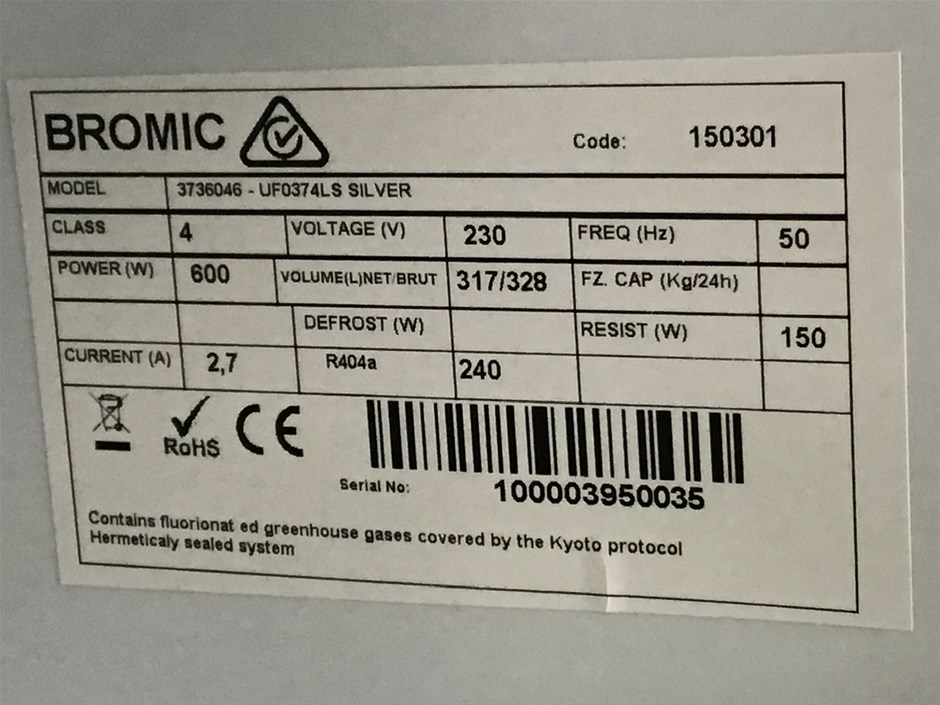 BROMIC Code: 150301
MODEL 3736046 - UF0374LS SILVER
CLASS 4 VOLTAGE (V) 230 FREQ (Hz) 50
POWER (W) 600 VOLUME(L)NET/BRUT 317/328 FZ. CAP (Kg/24h)
DEFROST (W) RESIST (W) 150
CURRENT (A) 2,7 R404a 240
RoHS CE
Serial No: 100003950035
Contains fluorionat ed greenhouse gases covered by the Kyoto protocol
Hermeticaly sealed system